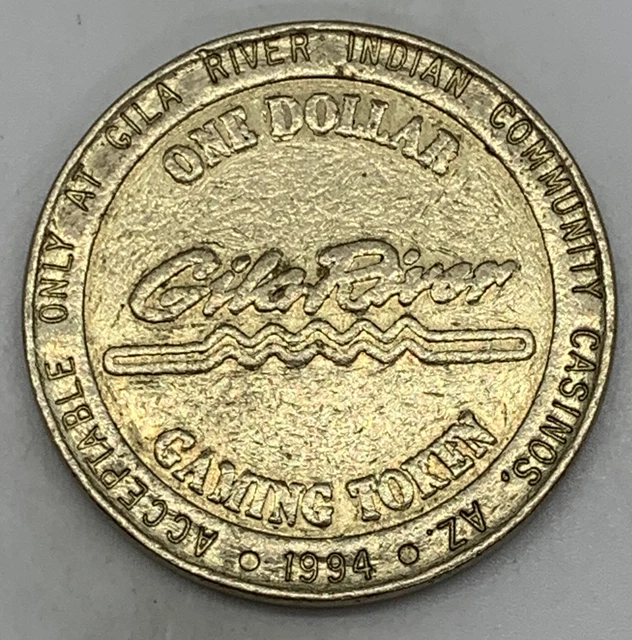 ACCEPTABLE ONLY AT GILA RIVER INDIAN COMMUNITY CASINOS, AZ.
ONE DOLLAR
Gila River
GAMING TOKEN
• 1994 •